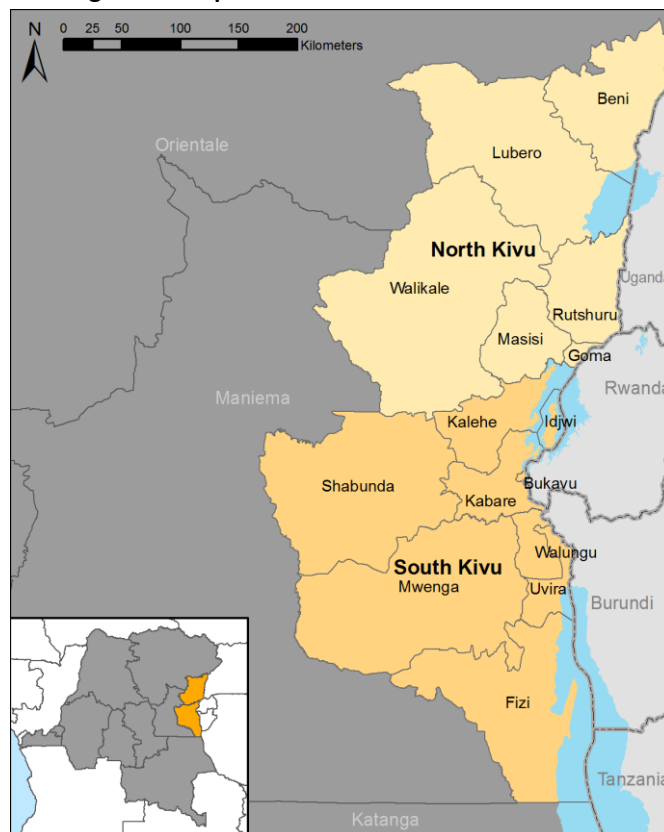 N
0 25 50 100 150 200
Kilometers
Beni
Orientale
Lubero
North Kivu
Uganda
Walikale
Rutshuru
Masisi
Goma
Rwanda
Maniema
Idjwi
Kalehe
Shabunda
Bukavu
Kabare
Walungu
South Kivu
Mwenga
Uvira
Burundi
Fizi
Tanzania
Katanga